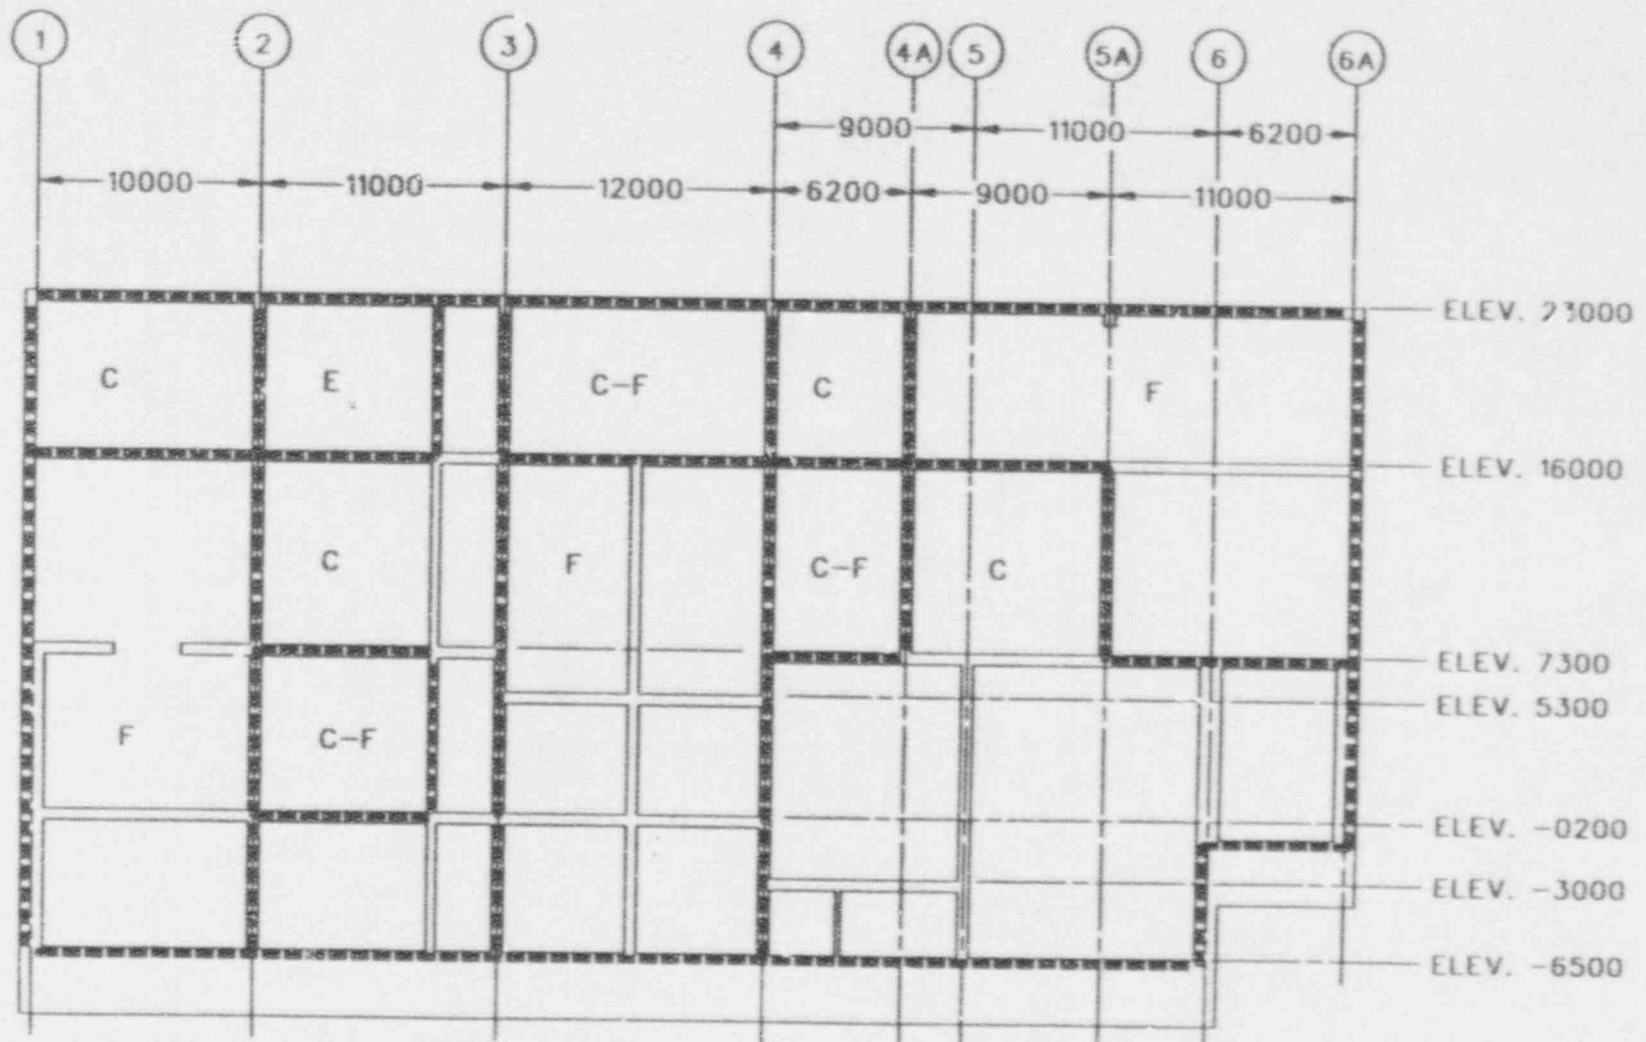 1 2 3 4 4A 5 5A 6 6A
9000 11000 6200
10000 11000 12000 6200 9000 11000
ELEV. 23000
C E C-F C F
ELEV. 16000
C F C-F C
ELEV. 7300
ELEV. 5300
F C-F
ELEV. -0200
ELEV. -3000
ELEV. -6500